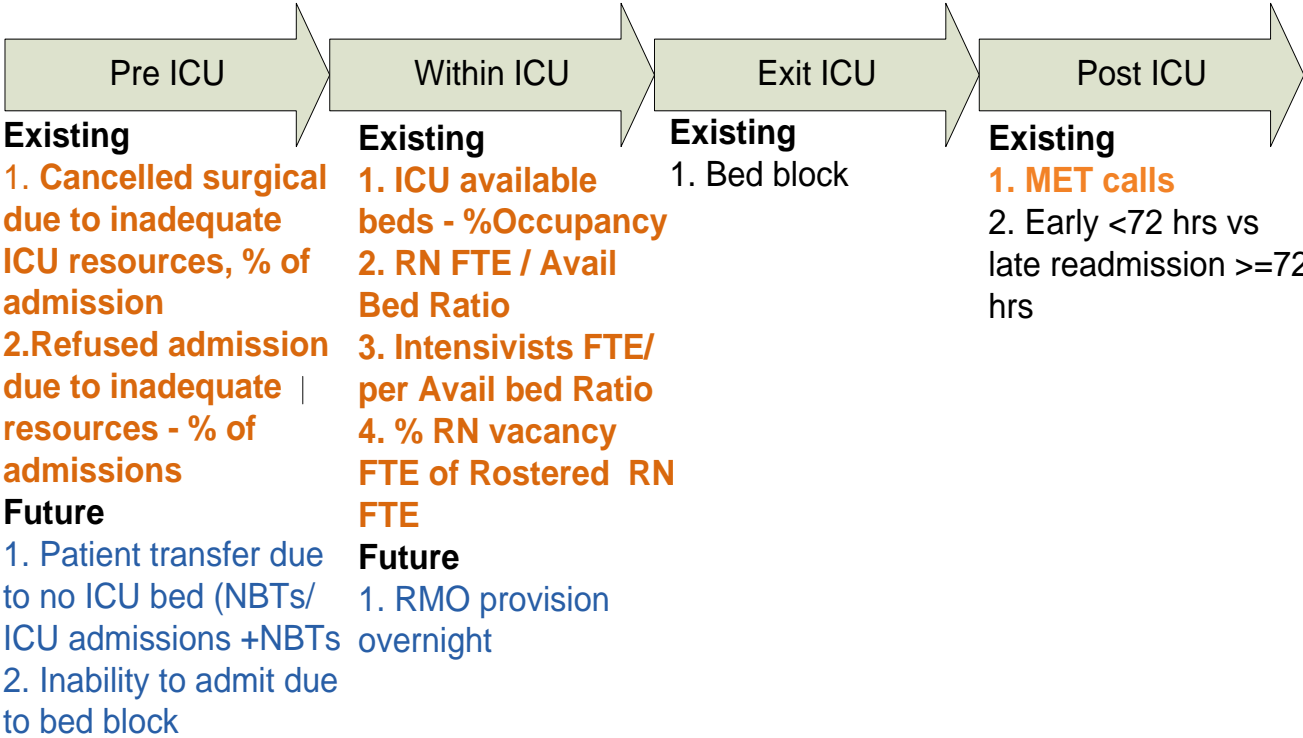 Pre ICU
Within ICU
Exit ICU
Post ICU
Existing
1. Cancelled surgical
due to inadequate
ICU resources, % of
admission
2.Refused admission
due to inadequate |
resources - % of
admissions
Future
1. Patient transfer due
to no ICU bed (NBTs/
ICU admissions +NBTs
2. Inability to admit due
to bed block
Existing
1. ICU available
beds - %Occupancy
2. RN FTE / Avail
Bed Ratio
3. Intensivists FTE/
per Avail bed Ratio
4. % RN vacancy
FTE of Rostered RN
FTE
Future
1. RMO provision
overnight
Existing
1. Bed block
Existing
1. MET calls
2. Early <72 hrs vs
late readmission >=72
hrs